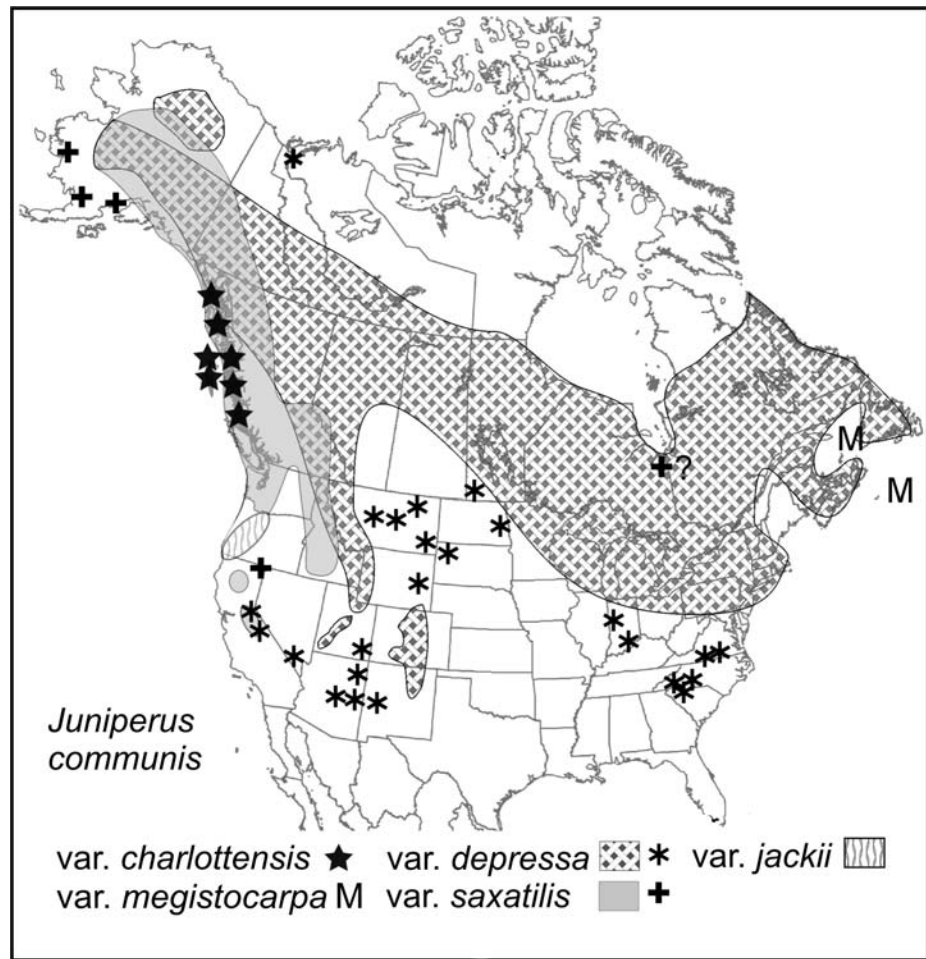 M
?
M
Juniperus
communis
var. charlottensis ★ var. depressa * var. jackii
var. megistocarpa M var. saxatilis +